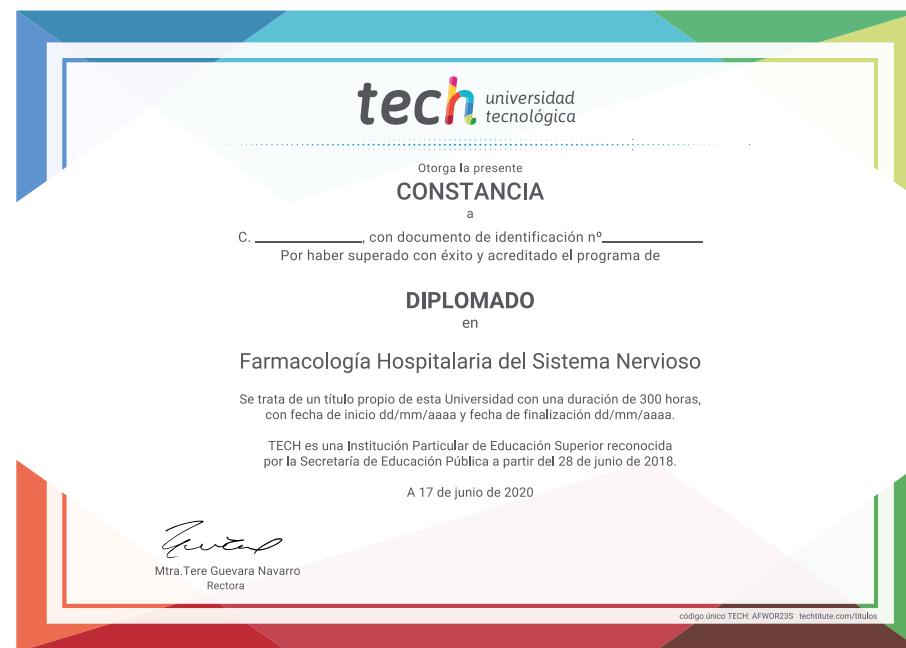 tech universidad
tecnológica
Otorga la presente
CONSTANCIA
a
C. ____________, con documento de identificación nº____________
Por haber superado con éxito y acreditado el programa de
DIPLOMADO
en
Farmacología Hospitalaria del Sistema Nervioso
Se trata de un título propio de esta Universidad con una duración de 300 horas,
con fecha de inicio dd/mm/aaaa y fecha de finalización dd/mm/aaaa.
TECH es una Institución Particular de Educación Superior reconocida
por la Secretaría de Educación Pública a partir del 28 de junio de 2018.
A 17 de junio de 2020
Mtra.Tere Guevara Navarro
Rectora
código único TECH: AFWOR23S techtitute.com/titulos